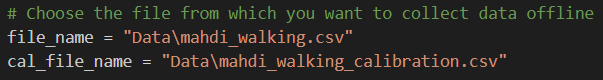 # Choose the file from which you want to collect data offline
file_name = "Data\mahdi_walking.csv"
cal_file_name = "Data\mahdi_walking_calibration.csv"